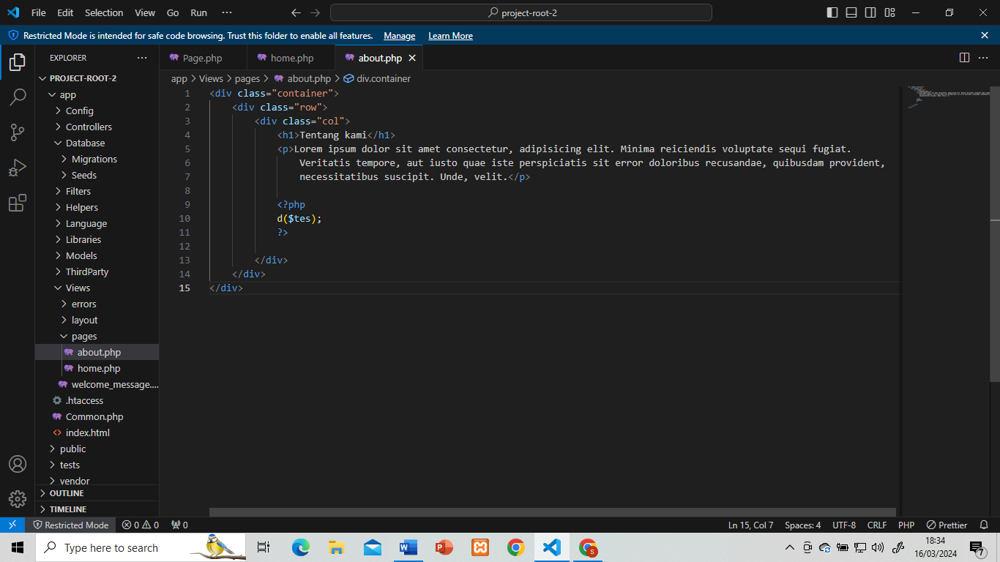 File Edit Selection View Go Run ··· project-root-2
Restricted Mode is intended for safe code browsing. Trust this folder to enable all features. Manage Learn More
EXPLORER
PROJECT-ROOT-2
app
Config
Controllers
Database
Migrations
Seeds
Filters
Helpers
Language
Libraries
Models
ThirdParty
Views
errors
layout
pages
about.php
home.php
welcome_message....
.htaccess
Common.php
index.html
public
tests
vendor
OUTLINE
TIMELINE
Page.php home.php about.php
app > Views > pages > about.php > div.container
1 <div class="container">
2 <div class="row">
3 <div class="col">
4 <h1>Tentang kami</h1>
5 <p>Lorem ipsum dolor sit amet consectetur, adipisicing elit. Minima reiciendis voluptate sequi fugiat.
6 Veritatis tempore, aut iusto quae iste perspiciatis sit error doloribus recusandae, quibusdam provident,
7 necessitatibus suscipit. Unde, velit.</p>
8
9 <?php
10 d($tes);
11 ?>
12
13 </div>
14 </div>
15 </div>
Restricted Mode 0 0 0 Ln 15, Col 7 Spaces: 4 UTF-8 CRLF PHP Prettier
Type here to search
18:34
16/03/2024
7